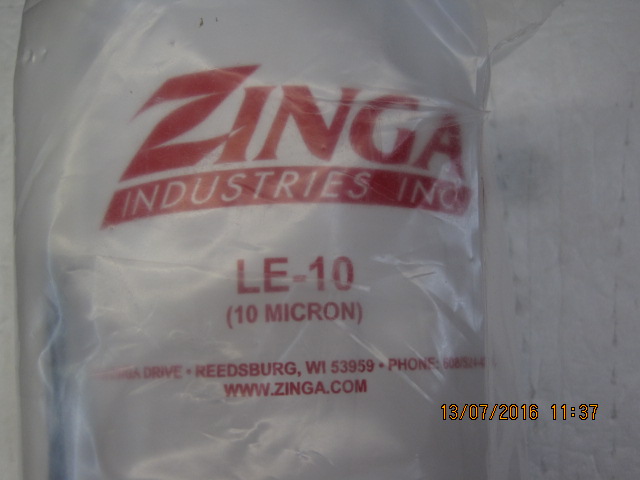 ZINGA
INDUSTRIES INC
LE-10
(10 MICRON)
DRIVE • REEDSBURG, WI 53959 • PHONE:
WWW.ZINGA.COM
13/07/2016 11:37